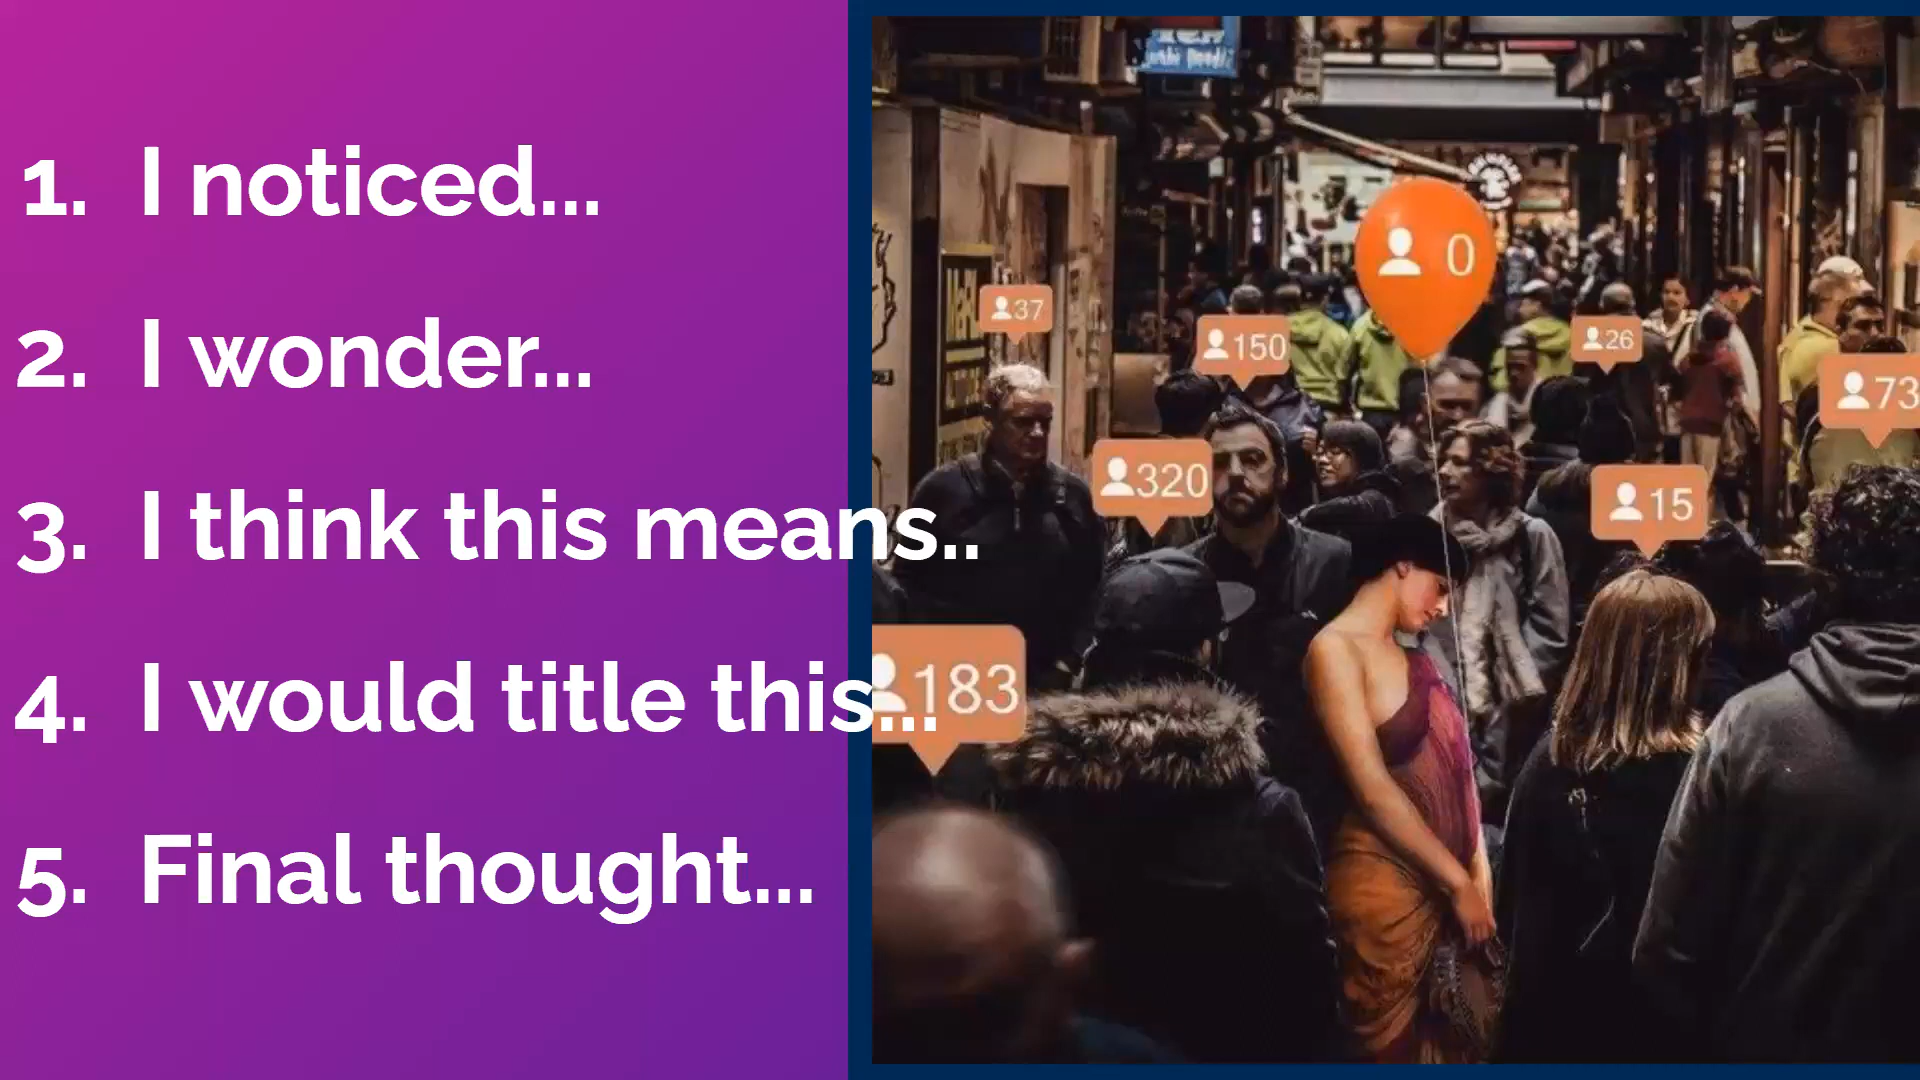 1. I noticed...
2. I wonder...
3. I think this means..
4. I would title this...
5. Final thought...
0
37
150
26
73
320
15
183